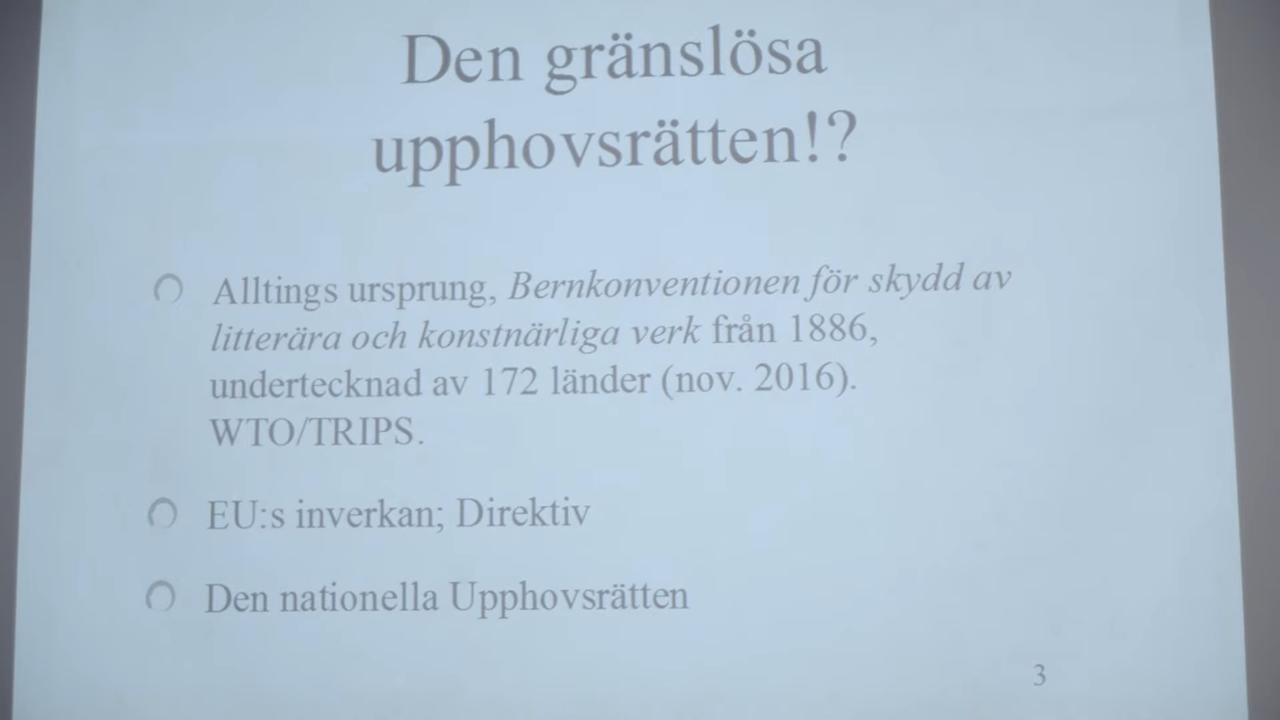 Den gränslösa
upphovsrätten!?
Alltings ursprung, Bernkonventionen för skydd av
litterära och konstnärliga verk från 1886,
undertecknad av 172 länder (nov. 2016).
WTO/TRIPS.
EU:s inverkan; Direktiv
Den nationella Upphovsrätten
3